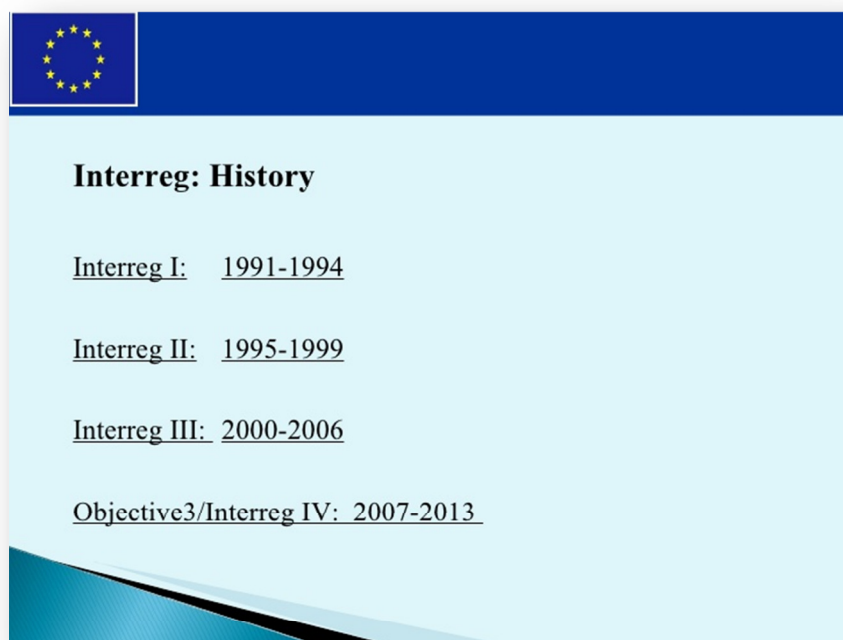 Interreg: History
Interreg I: 1991-1994
Interreg II: 1995-1999
Interreg III: 2000-2006
Objective3/Interreg IV: 2007-2013